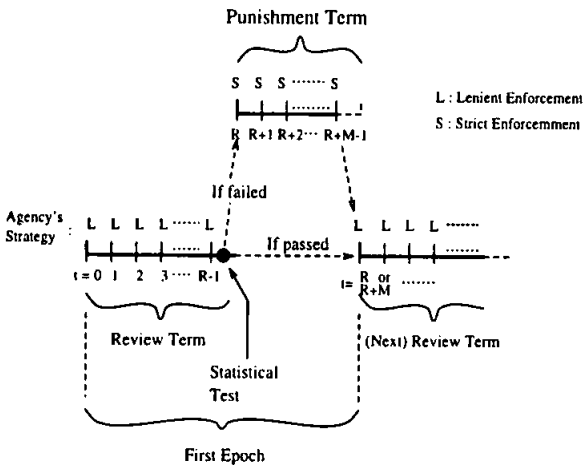 Punishment Term
S S S ········ S
R R+1 R+2··· R+M-1
L : Lenient Enforcement
S : Strict Enforcemment
If failed
Agency's
Strategy :
L L L L ······ L
If passed
L L L L ········
t = 0 1 2 3 ···· R-1
t= R or
R+M ········
Review Term
(Next) Review Term
Statistical
Test
First Epoch